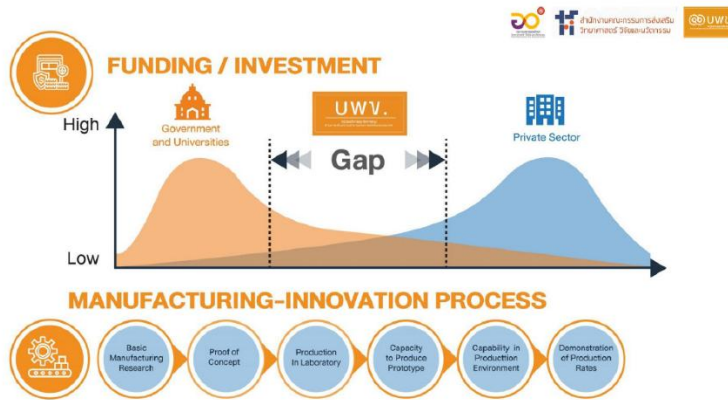 สำนักงานคณะกรรมการส่งเสริม
วิทยาศาสตร์ วิจัยและนวัตกรรม
UWV
FUNDING / INVESTMENT
High
Government
and Universities
UWV.
Private Sector
Gap
Low
MANUFACTURING-INNOVATION PROCESS
Basic
Manufacturing
Research
Proof of
Concept
Production
in Laboratory
Capacity
to Produce
Prototype
Capability in
Production
Environment
Demonstration
of Production
Rates